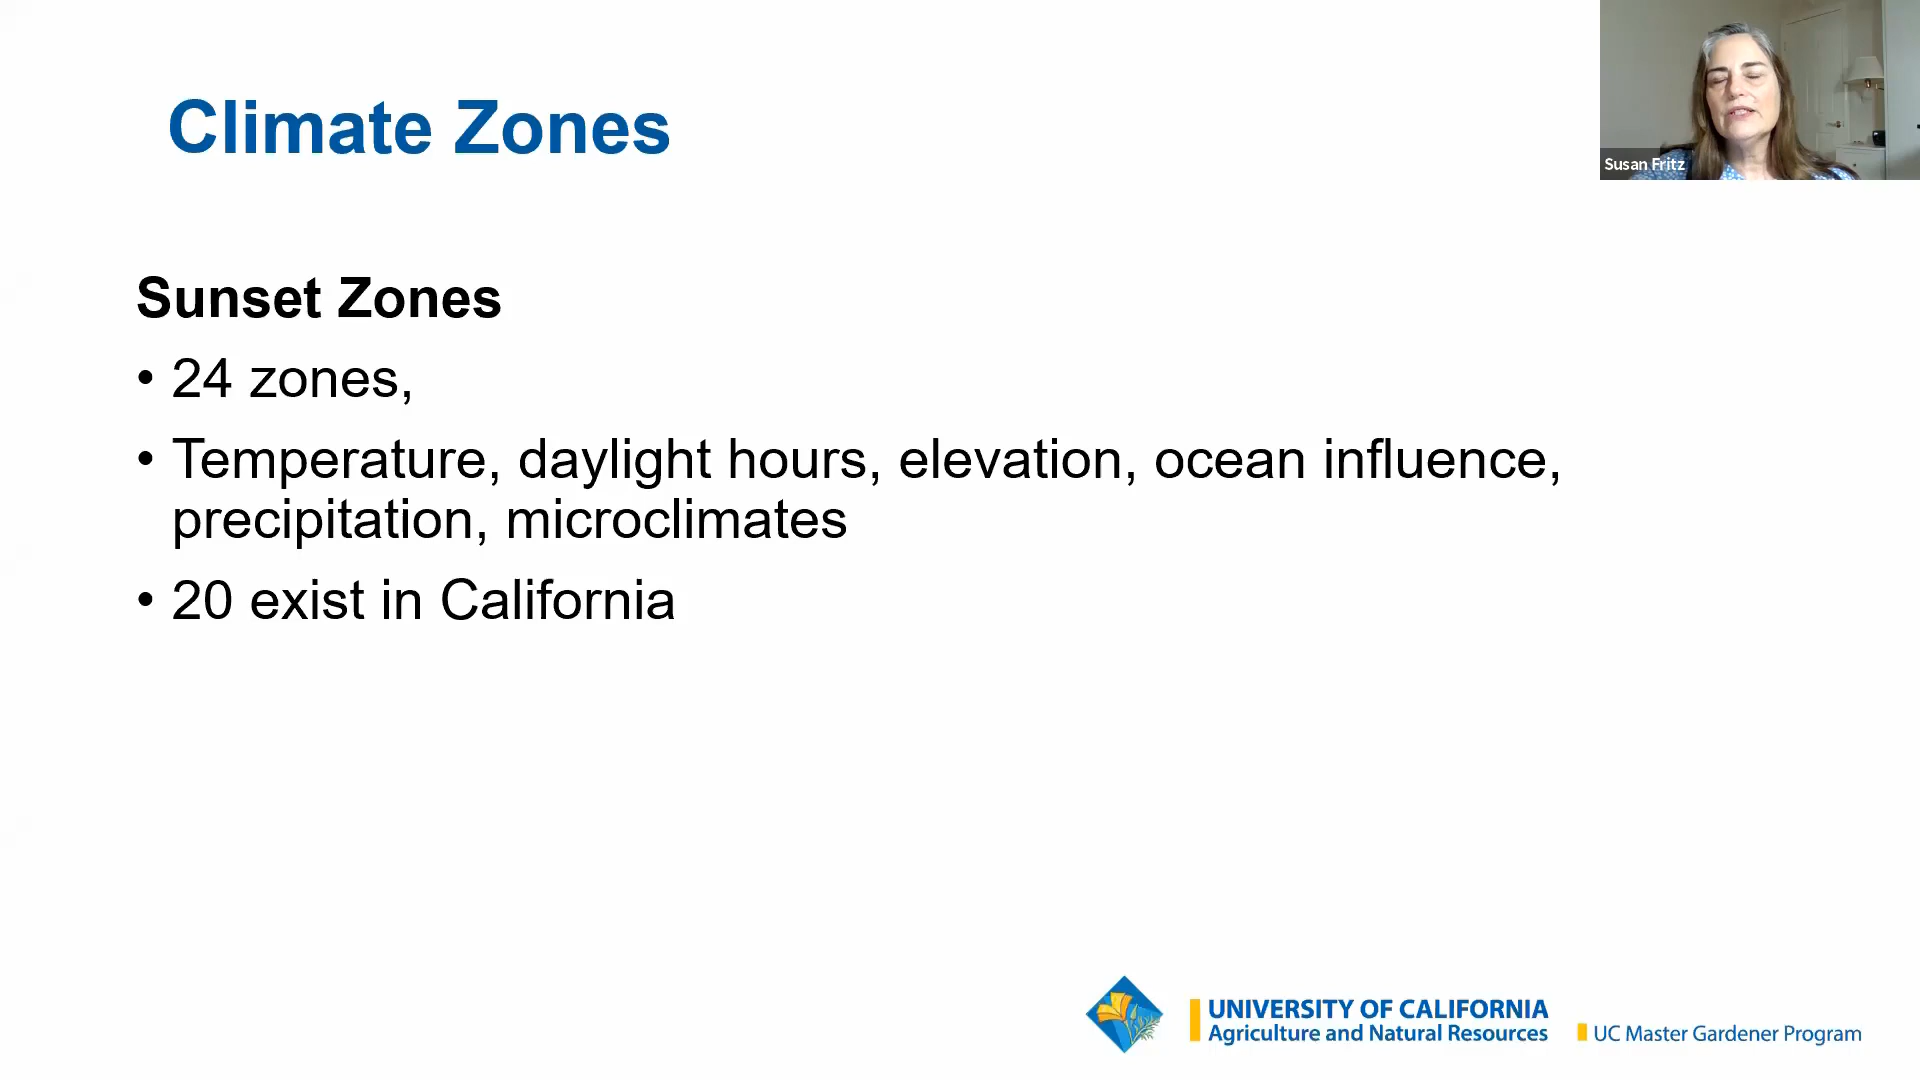 Climate Zones
Susan Fritz
Sunset Zones
• 24 zones,
• Temperature, daylight hours, elevation, ocean influence,
precipitation, microclimates
• 20 exist in California
UNIVERSITY OF CALIFORNIA
Agriculture and Natural Resources
UC Master Gardener Program